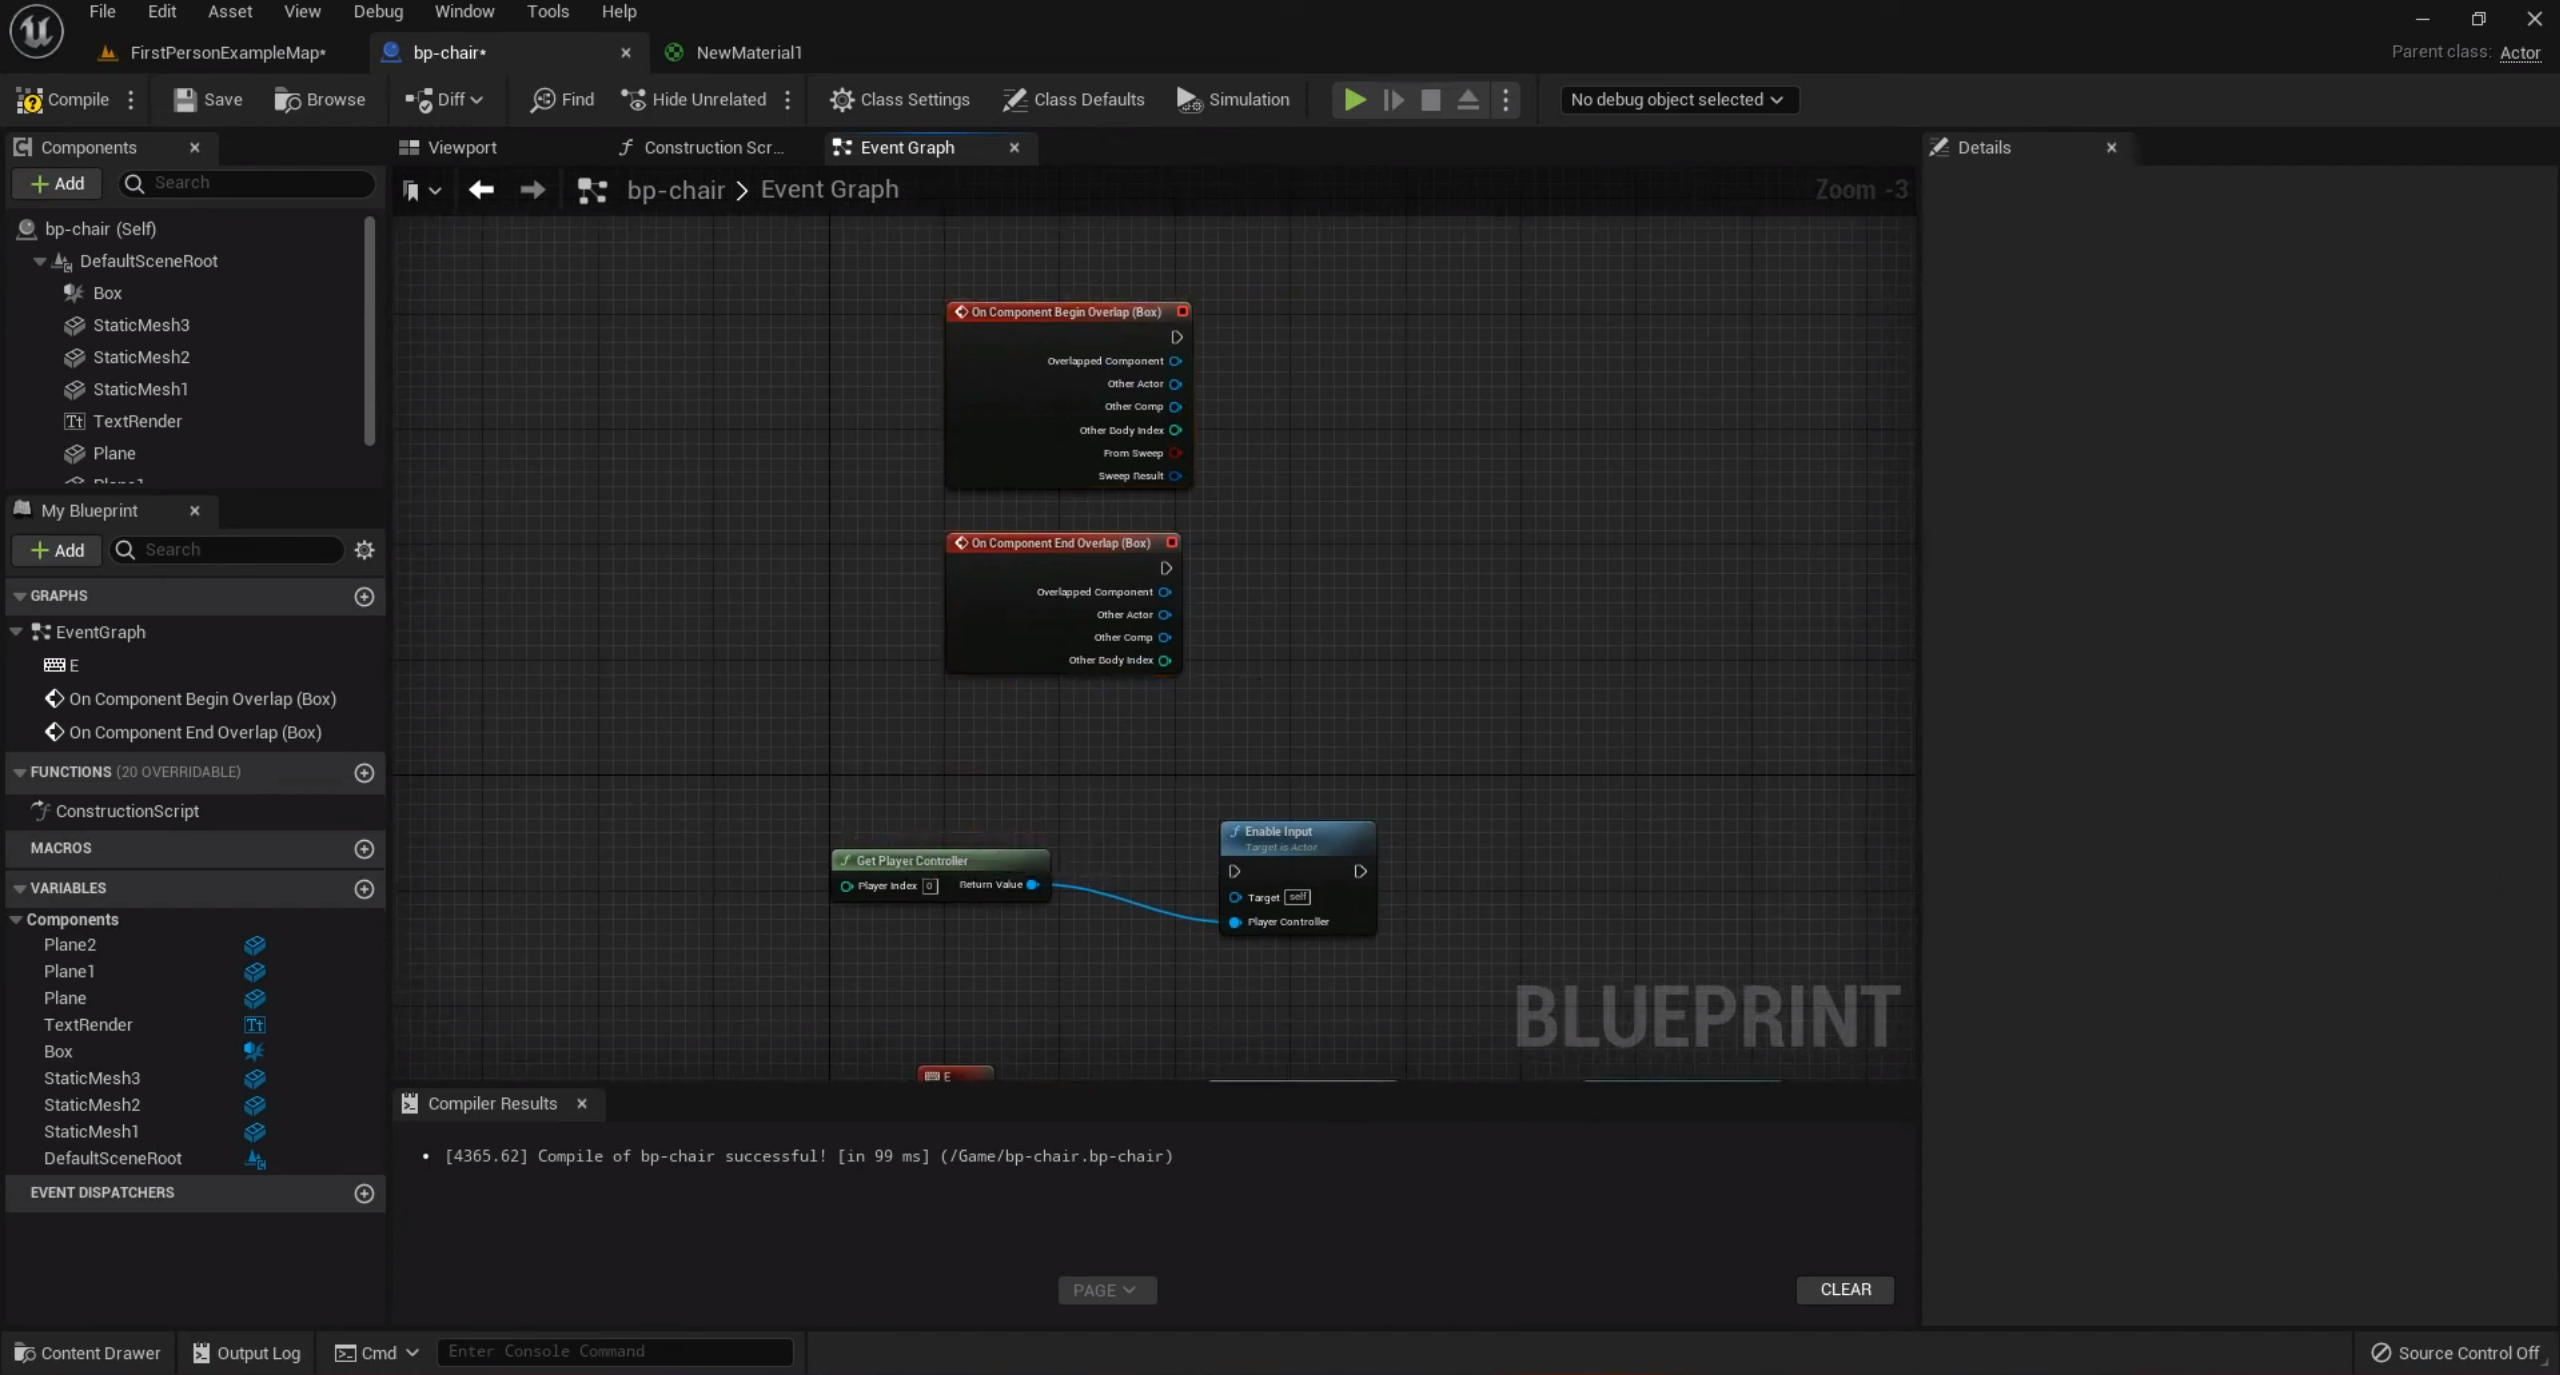 File Edit Asset View Debug Window Tools Help
FirstPersonExampleMap* bp-chair* NewMaterial1 Parent class: Actor
Compile Save Browse Diff Find Hide Unrelated Class Settings Class Defaults Simulation No debug object selected
Components Viewport Construction Scr... Event Graph Details
Add Search bp-chair > Event Graph Zoom -3
bp-chair (Self)
DefaultSceneRoot
Box
StaticMesh3
StaticMesh2
StaticMesh1
TextRender
Plane
Plane1
My Blueprint
Add Search
GRAPHS
EventGraph
E
On Component Begin Overlap (Box)
On Component End Overlap (Box)
FUNCTIONS (20 OVERRIDABLE)
ConstructionScript
MACROS
VARIABLES
Components
Plane2
Plane1
Plane
TextRender
Box
StaticMesh3
StaticMesh2
StaticMesh1
DefaultSceneRoot
EVENT DISPATCHERS
On Component Begin Overlap (Box)
Overlapped Component
Other Actor
Other Comp
Other Body Index
From Sweep
Sweep Result
On Component End Overlap (Box)
Overlapped Component
Other Actor
Other Comp
Other Body Index
Get Player Controller
Player Index 0 Return Value
Enable Input
Target is Actor
Target self
Player Controller
E
BLUEPRINT
Compiler Results
[4365.62] Compile of bp-chair successful! [in 99 ms] (/Game/bp-chair.bp-chair)
PAGE CLEAR
Content Drawer Output Log Cmd Enter Console Command Source Control Off